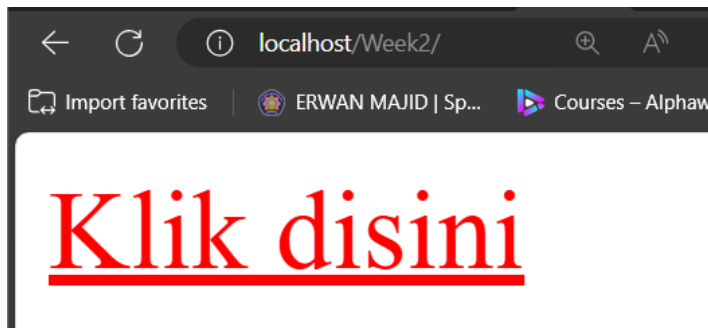 localhost/Week2/
Import favorites
ERWAN MAJID | Sp...
Courses – Alphaw
Klik disini